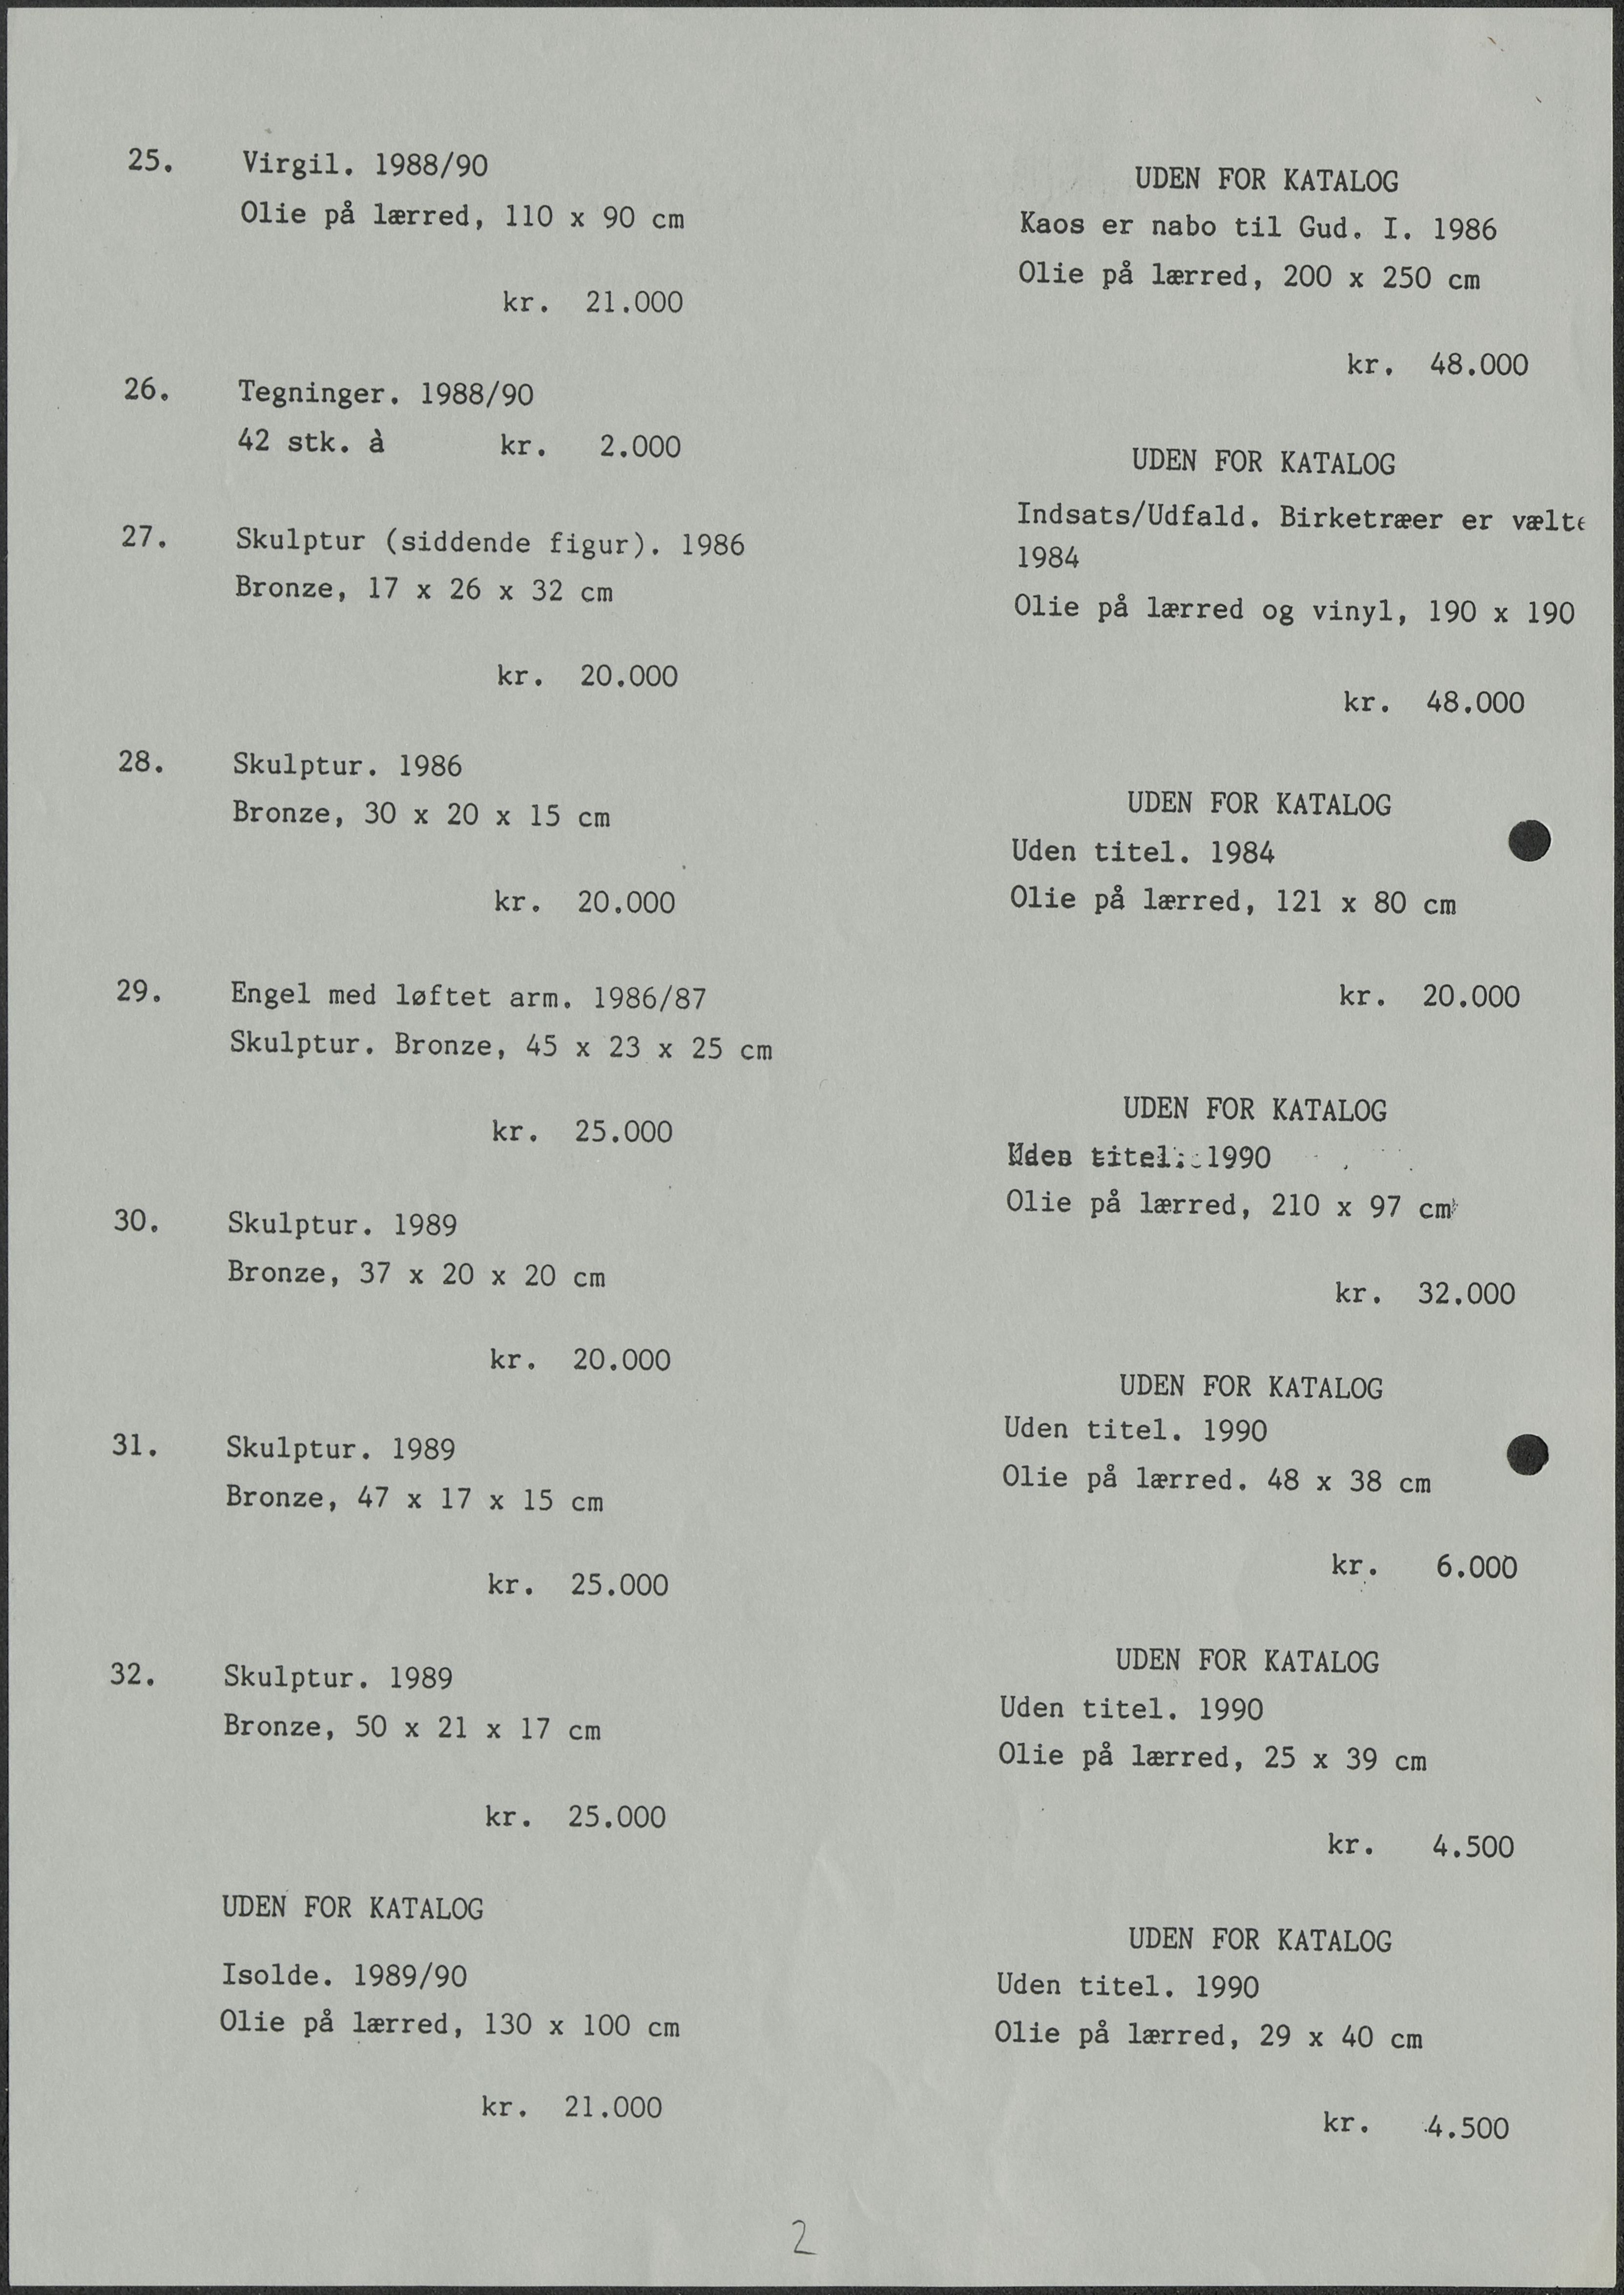 25. Virgil. 1988/90
Olie på lærred, 110 x 90 cm
kr. 21.000
26. Tegninger. 1988/90
42 stk. à kr. 2.000
27. Skulptur (siddende figur). 1986
Bronze, 17 x 26 x 32 cm
kr. 20.000
28. Skulptur. 1986
Bronze, 30 x 20 x 15 cm
kr. 20.000
29. Engel med løftet arm. 1986/87
Skulptur. Bronze, 45 x 23 x 25 cm
kr. 25.000
30. Skulptur. 1989
Bronze, 37 x 20 x 20 cm
kr. 20.000
31. Skulptur. 1989
Bronze, 47 x 17 x 15 cm
kr. 25.000
32. Skulptur. 1989
Bronze, 50 x 21 x 17 cm
kr. 25.000
UDEN FOR KATALOG
Isolde. 1989/90
Olie på lærred, 130 x 100 cm
kr. 21.000
UDEN FOR KATALOG
Kaos er nabo til Gud. I. 1986
Olie på lærred, 200 x 250 cm
kr. 48.000
UDEN FOR KATALOG
Indsats/Udfald. Birketræer er vælte
1984
Olie på lærred og vinyl, 190 x 190
kr. 48.000
UDEN FOR KATALOG
Uden titel. 1984
Olie på lærred, 121 x 80 cm
kr. 20.000
UDEN FOR KATALOG
Uden titel. 1990
Olie på lærred, 210 x 97 cm
kr. 32.000
UDEN FOR KATALOG
Uden titel. 1990
Olie på lærred. 48 x 38 cm
kr. 6.000
UDEN FOR KATALOG
Uden titel. 1990
Olie på lærred, 25 x 39 cm
kr. 4.500
UDEN FOR KATALOG
Uden titel. 1990
Olie på lærred, 29 x 40 cm
kr. 4.500
2